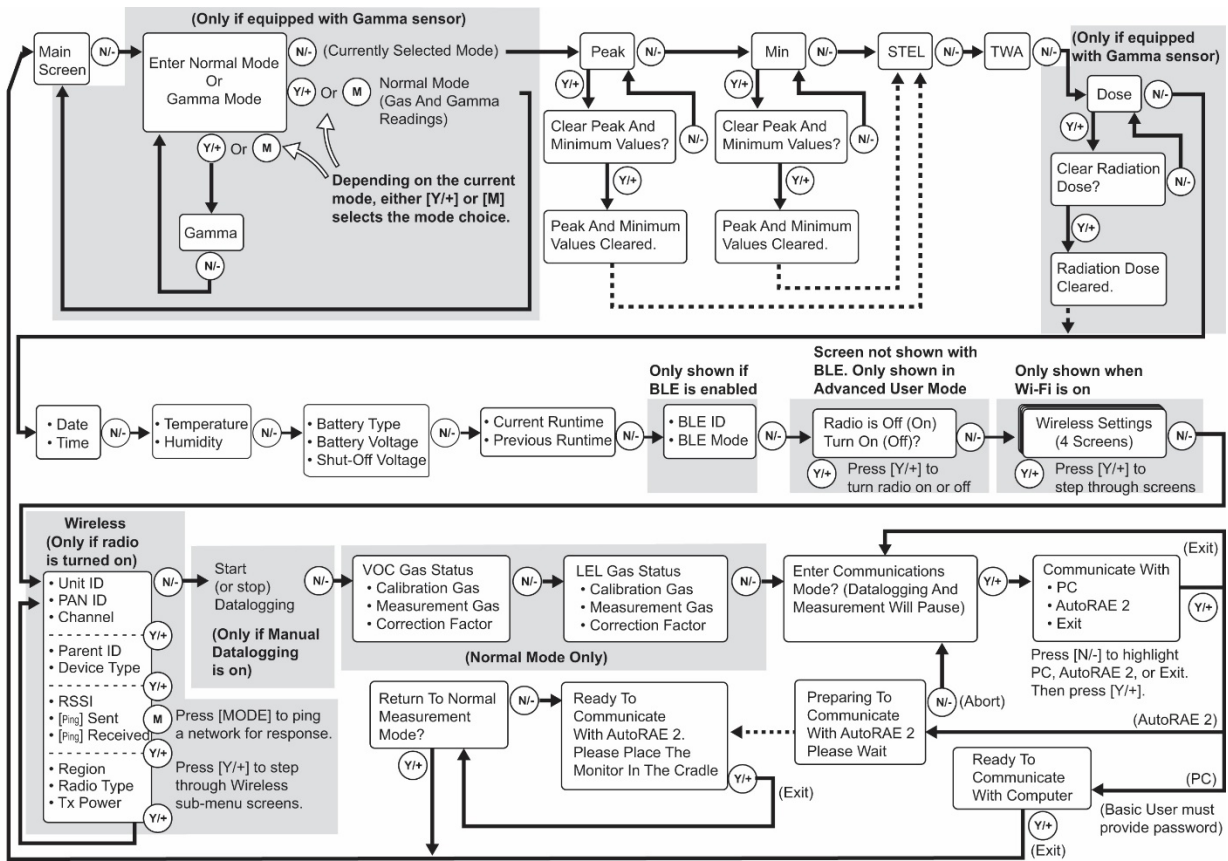 (Only if equipped with Gamma sensor)
Main
Screen
N/-
Enter Normal Mode
Or
Gamma Mode
N/-
(Currently Selected Mode)
Y/+
Or
M
Normal Mode
(Gas And Gamma
Readings)
Y/+
Or
M
Depending on the current
mode, either [Y/+] or [M]
selects the mode choice.
Gamma
N/-
Peak
N/-
Y/+
Clear Peak And
Minimum Values?
N/-
Y/+
Peak And Minimum
Values Cleared.
Min
N/-
Y/+
Clear Peak And
Minimum Values?
N/-
Y/+
Peak And Minimum
Values Cleared.
STEL
N/-
TWA
N/-
(Only if equipped
with Gamma sensor)
Dose
N/-
Y/+
Clear Radiation
Dose?
N/-
Y/+
Radiation Dose
Cleared.
• Date
• Time
N/-
• Temperature
• Humidity
N/-
• Battery Type
• Battery Voltage
• Shut-Off Voltage
N/-
• Current Runtime
• Previous Runtime
N/-
Only shown if
BLE is enabled
• BLE ID
• BLE Mode
N/-
Screen not shown with
BLE. Only shown in
Advanced User Mode
Radio is Off (On)
Turn On (Off)?
N/-
Y/+
Press [Y/+] to
turn radio on or off
Only shown when
Wi-Fi is on
Wireless Settings
(4 Screens)
N/-
Y/+
Press [Y/+] to
step through screens
Wireless
(Only if radio
is turned on)
• Unit ID
• PAN ID
• Channel
N/-
Y/+
• Parent ID
• Device Type
Y/+
• RSSI
• [Ping] Sent
• [Ping] Received
M
Press [MODE] to ping
a network for response.
Y/+
• Region
• Radio Type
• Tx Power
Press [Y/+] to step
through Wireless
sub-menu screens.
Y/+
Start
(or stop)
Datalogging
N/-
(Only if Manual
Datalogging
is on)
VOC Gas Status
• Calibration Gas
• Measurement Gas
• Correction Factor
N/-
LEL Gas Status
• Calibration Gas
• Measurement Gas
• Correction Factor
N/-
(Normal Mode Only)
Enter Communications
Mode? (Datalogging And
Measurement Will Pause)
Y/+
Communicate With
• PC
• AutoRAE 2
• Exit
(Exit)
Y/+
Press [N/-] to highlight
PC, AutoRAE 2, or Exit.
Then press [Y/+].
(AutoRAE 2)
Preparing To
Communicate
With AutoRAE 2
Please Wait
N/-
(Abort)
Ready To
Communicate
With AutoRAE 2.
Please Place The
Monitor In The Cradle
N/-
Y/+
(Exit)
Return To Normal
Measurement
Mode?
Y/+
Ready To
Communicate
With Computer
(PC)
(Basic User must
provide password)
Y/+
(Exit)